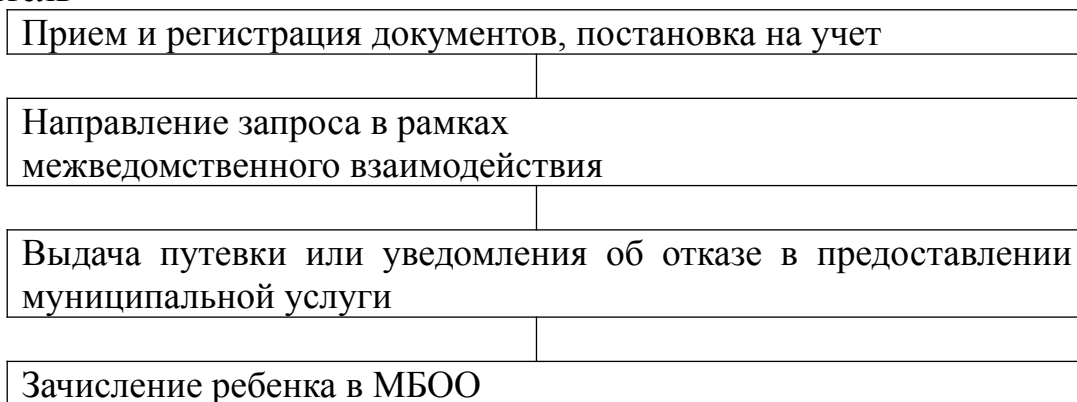 Прием и регистрация документов, постановка на учет
Направление запроса в рамках
межведомственного взаимодействия
Выдача путевки или уведомления об отказе в предоставлении
муниципальной услуги
Зачисление ребенка в МБОО